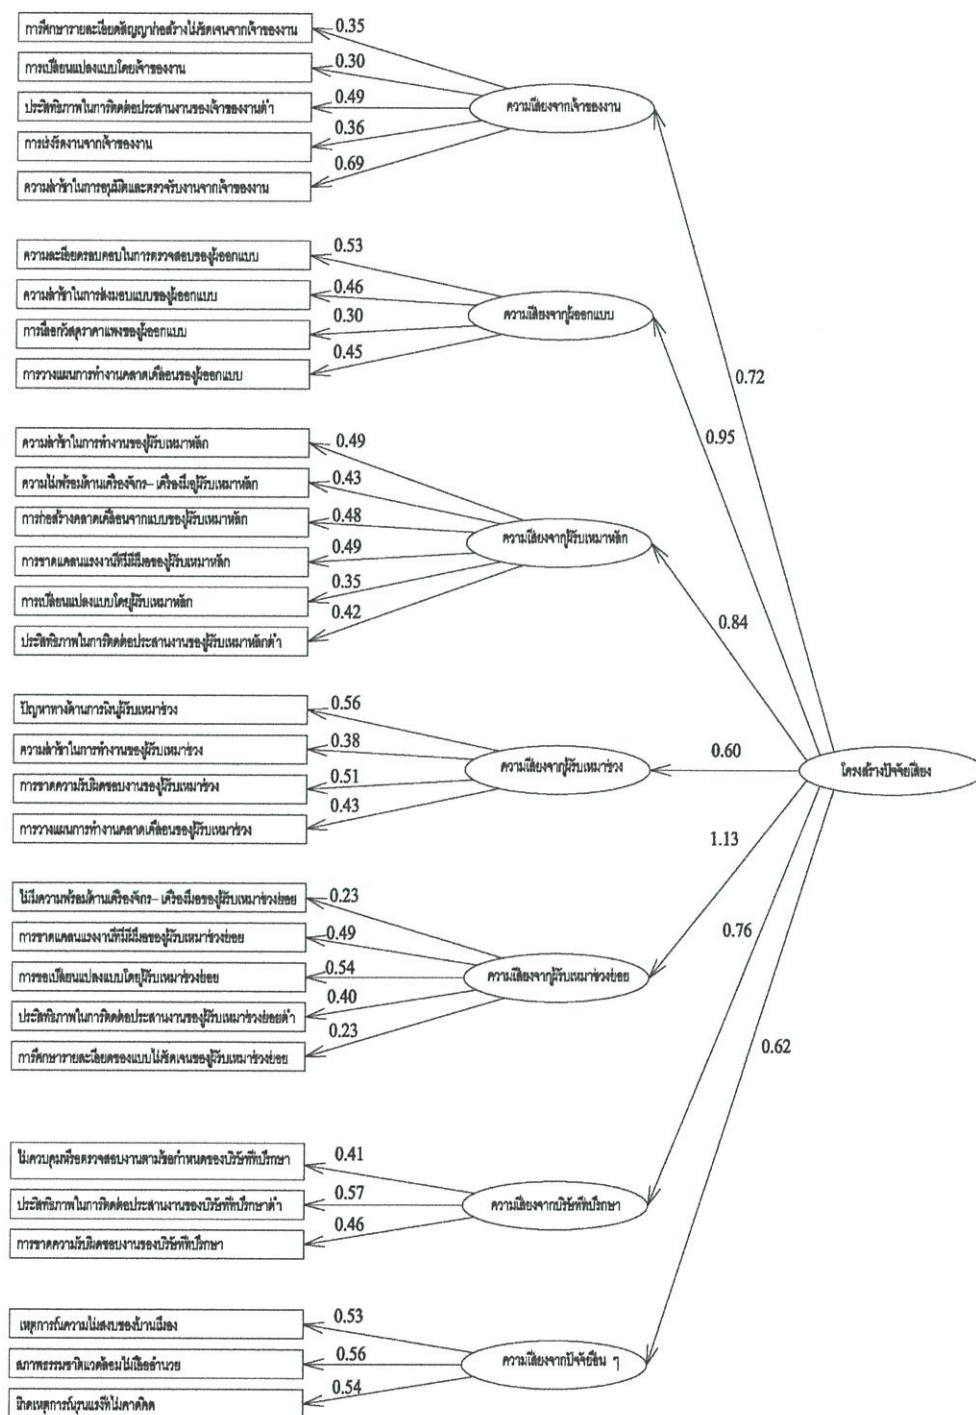 การศึกษารายละเอียดสัญญาก่อสร้างไม่ชัดเจนจากเจ้าของงาน
0.35
การเปลี่ยนแปลงแบบโดยเจ้าของงาน
0.30
ประสิทธิภาพในการติดต่อประสานงานของเจ้าของงานต่ำ
0.49
การเร่งรัดงานจากเจ้าของงาน
0.36
ความล่าช้าในการอนุมัติและตรวจรับงานจากเจ้าของงาน
0.69
ความเสี่ยงจากเจ้าของงาน
ความละเอียดรอบคอบในการตรวจสอบของผู้ออกแบบ
0.53
ความล่าช้าในการส่งมอบแบบของผู้ออกแบบ
0.46
การเลือกวัสดุราคาแพงของผู้ออกแบบ
0.30
การวางแผนการทำงานคลาดเคลื่อนของผู้ออกแบบ
0.45
ความเสี่ยงจากผู้ออกแบบ
0.72
0.95
ความล่าช้าในการทำงานของผู้รับเหมาหลัก
0.49
ความไม่พร้อมด้านเครื่องจักร– เครื่องมือผู้รับเหมาหลัก
0.43
การก่อสร้างคลาดเคลื่อนจากแบบของผู้รับเหมาหลัก
0.48
การขาดแคลนแรงงานที่มีฝีมือของผู้รับเหมาหลัก
0.49
การเปลี่ยนแปลงแบบโดยผู้รับเหมาหลัก
0.35
ประสิทธิภาพในการติดต่อประสานงานของผู้รับเหมาหลักต่ำ
0.42
ความเสี่ยงจากผู้รับเหมาหลัก
0.84
ปัญหาทางด้านการเงินผู้รับเหมาช่วง
0.56
ความล่าช้าในการทำงานของผู้รับเหมาช่วง
0.38
การขาดความรับผิดชอบงานของผู้รับเหมาช่วง
0.51
การวางแผนการทำงานคลาดเคลื่อนของผู้รับเหมาช่วง
0.43
ความเสี่ยงจากผู้รับเหมาช่วง
0.60
โครงสร้างปัจจัยเสี่ยง
1.13
ไม่มีความพร้อมด้านเครื่องจักร– เครื่องมือของผู้รับเหมาช่วงย่อย
0.23
การขาดแคลนแรงงานที่มีฝีมือของผู้รับเหมาช่วงย่อย
0.49
การขอเปลี่ยนแปลงแบบโดยผู้รับเหมาช่วงย่อย
0.54
ประสิทธิภาพในการติดต่อประสานงานของผู้รับเหมาช่วงย่อยต่ำ
0.40
การศึกษารายละเอียดของแบบไม่ชัดเจนของผู้รับเหมาช่วงย่อย
0.23
ความเสี่ยงจากผู้รับเหมาช่วงย่อย
0.76
0.62
ไม่ควบคุมหรือตรวจสอบงานตามข้อกำหนดของบริษัทที่ปรึกษา
0.41
ประสิทธิภาพในการติดต่อประสานงานของบริษัทที่ปรึกษาต่ำ
0.57
การขาดความรับผิดชอบงานของบริษัทที่ปรึกษา
0.46
ความเสี่ยงจากบริษัทที่ปรึกษา
เหตุการณ์ความไม่สงบของบ้านเมือง
0.53
สภาพธรรมชาติแวดล้อมไม่เอื้ออำนวย
0.56
เกิดเหตุการณ์รุนแรงที่ไม่คาดคิด
0.54
ความเสี่ยงจากปัจจัยอื่น ๆ